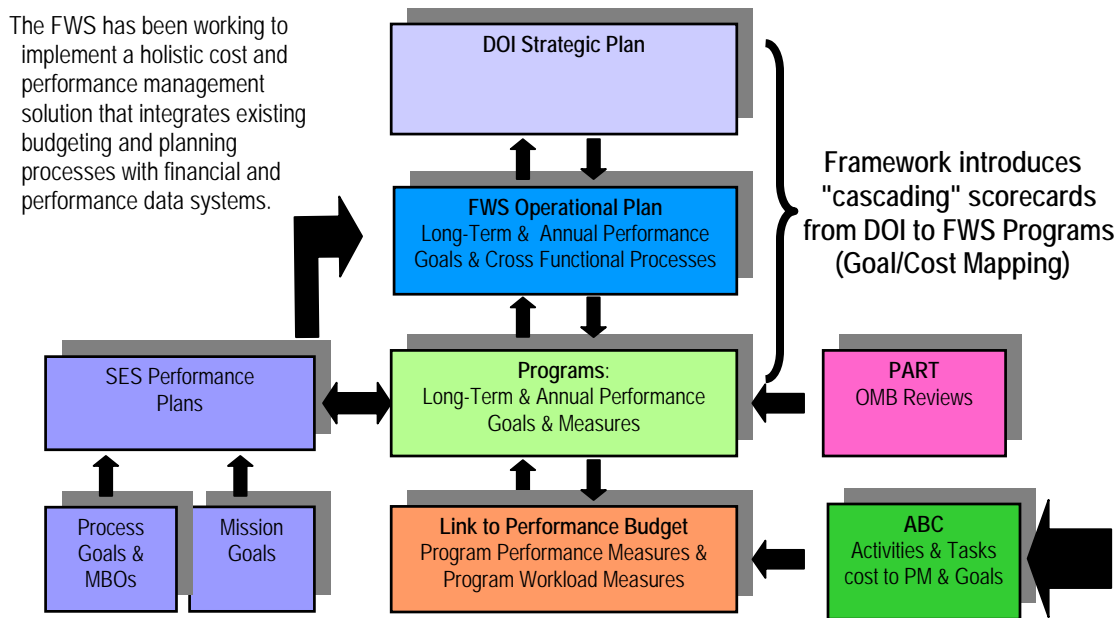 The FWS has been working to
implement a holistic cost and
performance management
solution that integrates existing
budgeting and planning
processes with financial and
performance data systems.
DOI Strategic Plan
FWS Operational Plan
Long-Term & Annual Performance
Goals & Cross Functional Processes
Framework introduces
"cascading" scorecards
from DOI to FWS Programs
(Goal/Cost Mapping)
SES Performance
Plans
Programs:
Long-Term & Annual Performance
Goals & Measures
PART
OMB Reviews
Process
Goals &
MBOs
Mission
Goals
Link to Performance Budget
Program Performance Measures &
Program Workload Measures
ABC
Activities & Tasks
cost to PM & Goals